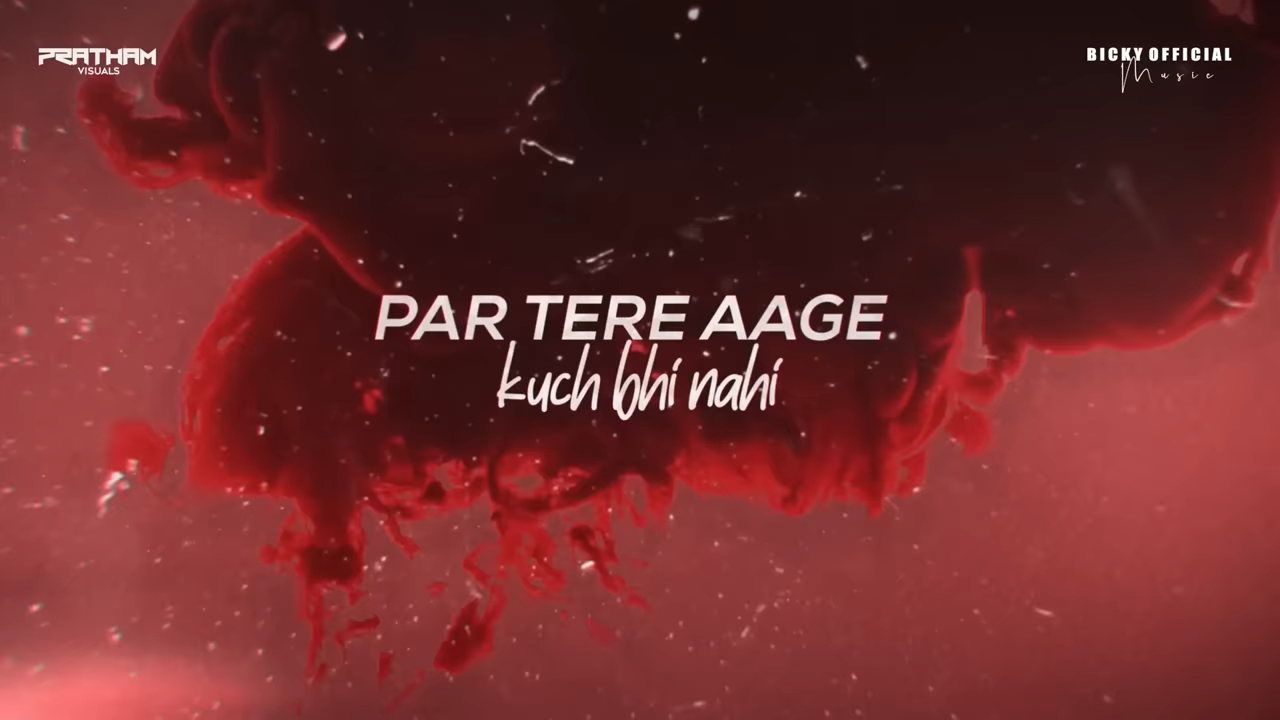 PRATHAM
VISUALS
BICKY OFFICIAL
Music
PAR TERE AAGE
kuch bhi nahi